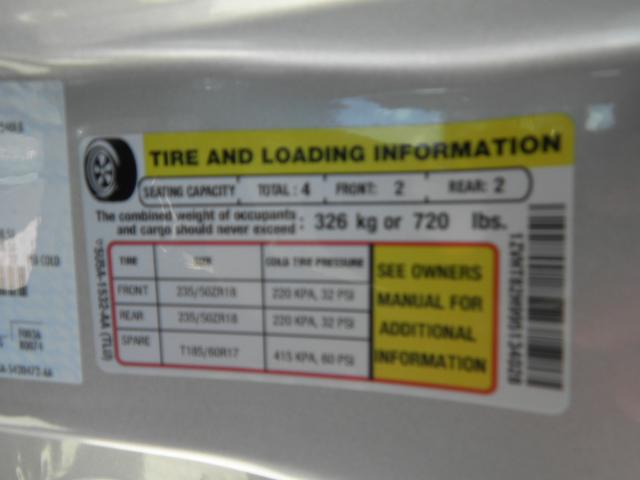 TIRE AND LOADING INFORMATION
SEATING CAPACITY TOTAL : 4 FRONT: 2 REAR: 2
The combined weight of occupants and cargo should never exceed : 326 kg or 720 lbs.
TIRE SIZE COLD TIRE PRESSURE
FRONT 235/50ZR18 220 KPA, 32 PSI
REAR 235/50ZR18 220 KPA, 32 PSI
SPARE T185/60R17 415 KPA, 60 PSI
SEE OWNERS
MANUAL FOR
ADDITIONAL
INFORMATION
COLD